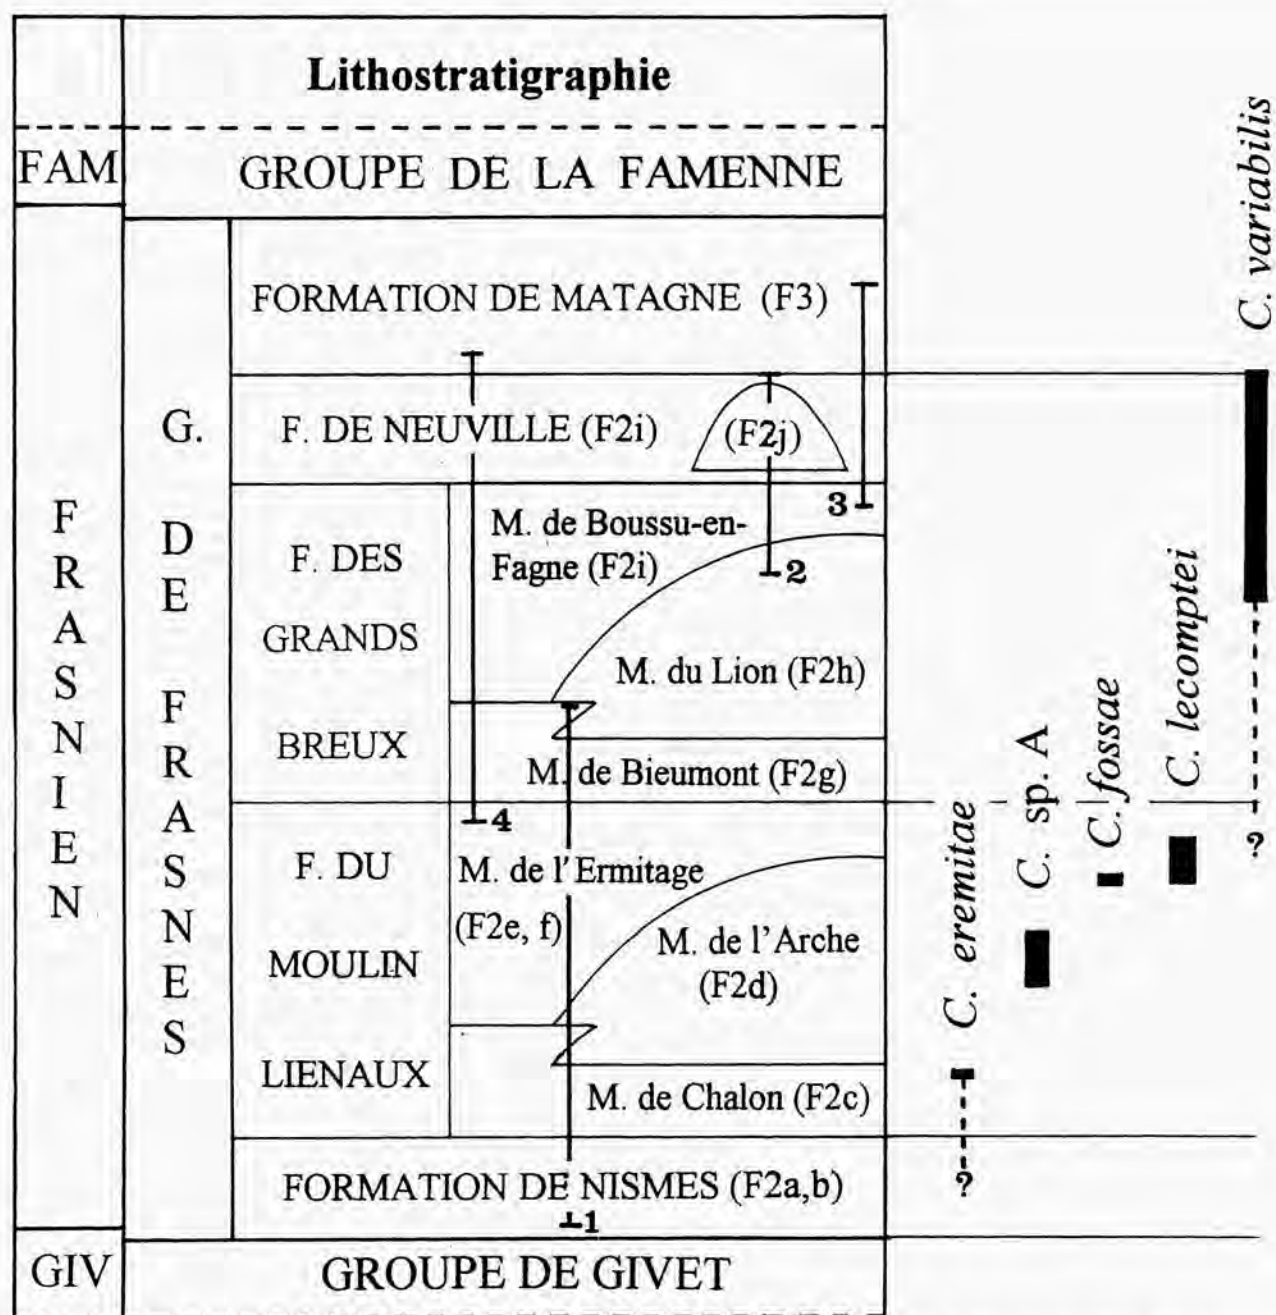 Lithostratigraphie
FAM
GROUPE DE LA FAMENNE
FRASNIEN
G. DE FRASNES
FORMATION DE MATAGNE (F3)
F. DE NEUVILLE (F2i)
(F2j)
3
F. DES
GRANDS
BREUX
M. de Boussu-en-
Fagne (F2i)
2
M. du Lion (F2h)
M. de Bieumont (F2g)
4
F. DU
MOULIN
LIENAUX
M. de l'Ermitage
(F2e, f)
M. de l'Arche
(F2d)
M. de Chalon (F2c)
FORMATION DE NISMES (F2a,b)
1
GIV
GROUPE DE GIVET
C. eremitae
?
C. sp. A
C. fossae
C. lecomptei
C. variabilis
?